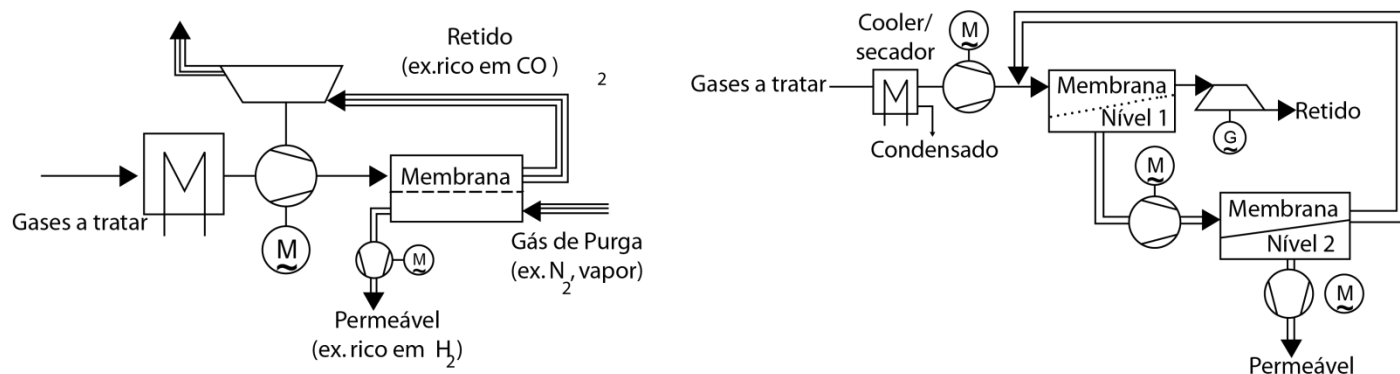 Retido
(ex.rico em CO )
2
Gases a tratar
M
~
Membrana
M
~
Gás de Purga
(ex. N , vapor)
2
Permeável
(ex. rico em H )
2
Cooler/
secador
M
~
Gases a tratar
Condensado
Membrana
Nível 1
G
~
Retido
M
~
Membrana
Nível 2
M
~
Permeável